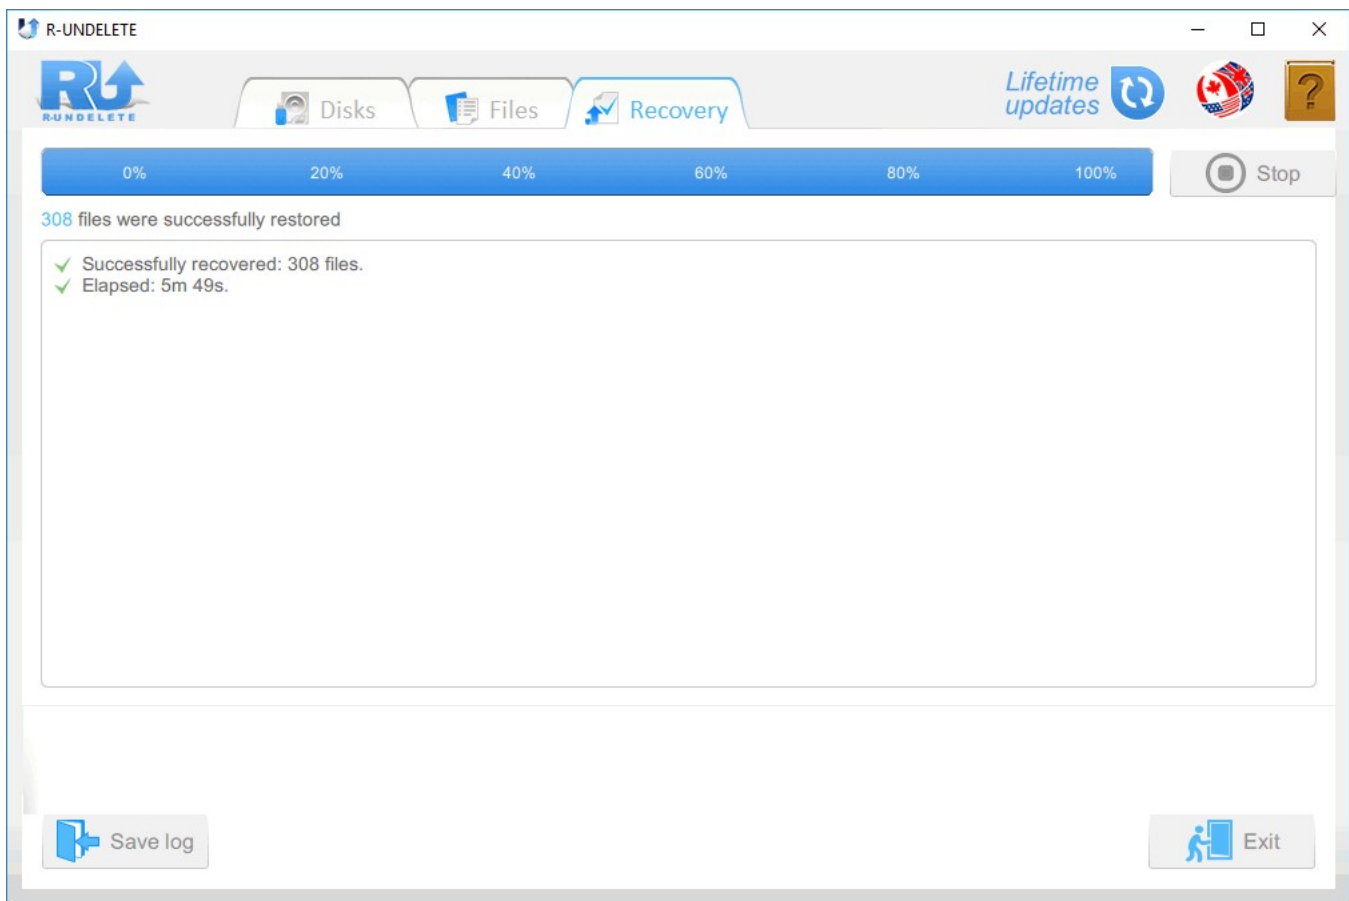 R-UNDELETE
RU
R-UNDELETE
Disks
Files
Recovery
Lifetime
updates
?
0% 20% 40% 60% 80% 100%
Stop
308 files were successfully restored
Successfully recovered: 308 files.
Elapsed: 5m 49s.
Save log
Exit